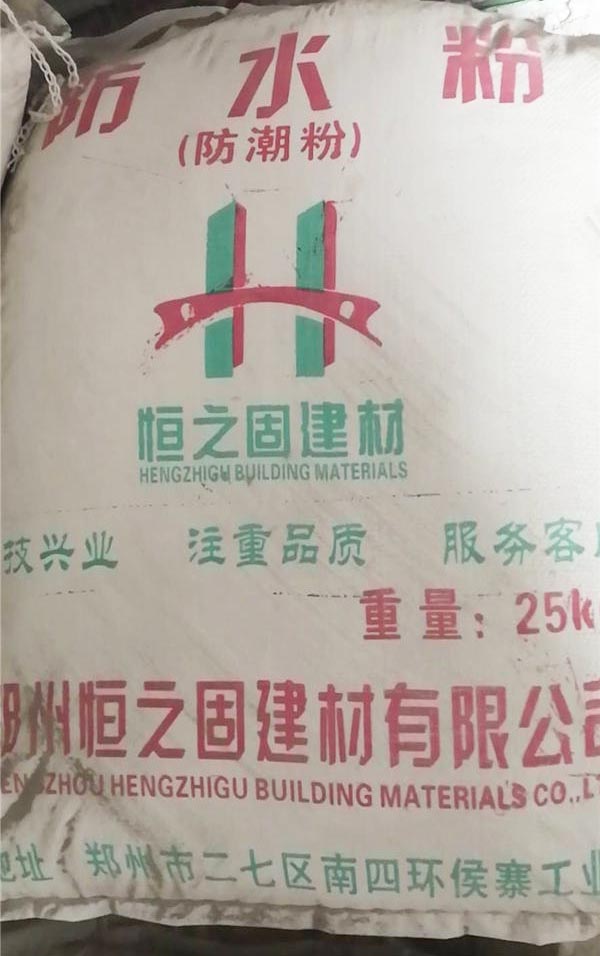 防水粉
(防潮粉)
恒之固建材
HENGZHIGU BUILDING MATERIALS
技兴业 注重品质 服务客
重量：25k
郑州恒之固建材有限公司
ENGZHOU HENGZHIGU BUILDING MATERIALS CO.,L
地址 郑州市二七区南四环侯寨工业